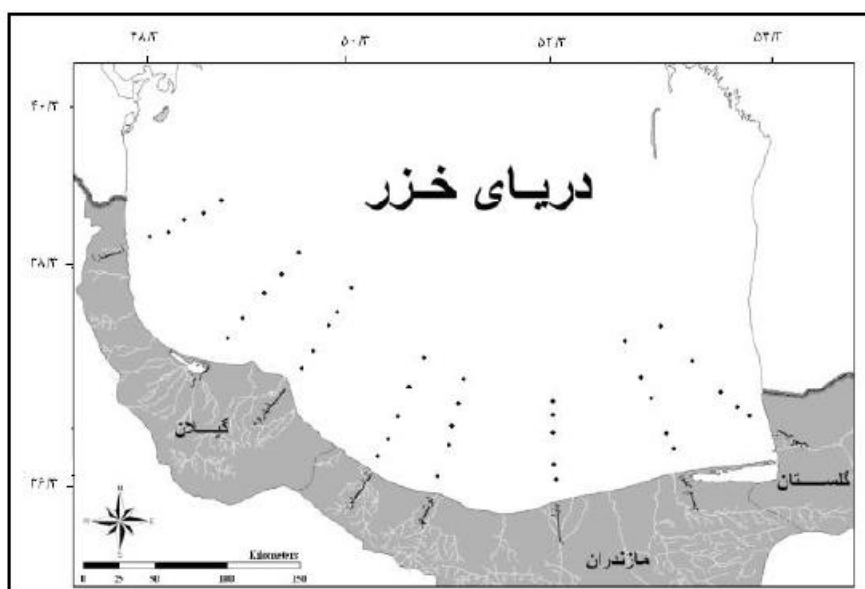 ۴۸/۳ ۵۰/۳ ۵۲/۳ ۵۴/۳
۴۰/۳
دریای خزر
۳۸/۳
گیلان
گلستان
۳۶/۳
مازندران
Kilometers
0 25 50 100 150